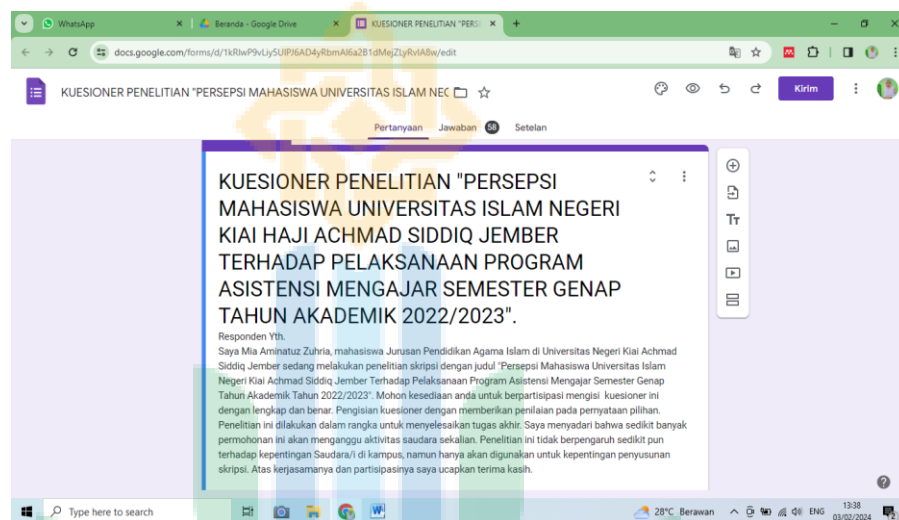 WhatsApp
Beranda - Google Drive
KUESIONER PENELITIAN "PERSE
docs.google.com/forms/d/1kRlwP9vLiy5UIPJ6AD4yRbmAl6a2B1dMejZLyRvIA8w/edit
KUESIONER PENELITIAN "PERSEPSI MAHASISWA UNIVERSITAS ISLAM NEG
Kirim
Pertanyaan Jawaban 58 Setelan
KUESIONER PENELITIAN "PERSEPSI
MAHASISWA UNIVERSITAS ISLAM NEGERI
KIAI HAJI ACHMAD SIDDIQ JEMBER
TERHADAP PELAKSANAAN PROGRAM
ASISTENSI MENGAJAR SEMESTER GENAP
TAHUN AKADEMIK 2022/2023".
Responden Yth.
Saya Mia Aminatuz Zuhria, mahasiswa Jurusan Pendidikan Agama Islam di Universitas Negeri Kiai Achmad
Siddiq Jember sedang melakukan penelitian skripsi dengan judul "Persepsi Mahasiswa Universitas Islam
Negeri Kiai Achmad Siddiq Jember Terhadap Pelaksanaan Program Asistensi Mengajar Semester Genap
Tahun Akademik Tahun 2022/2023". Mohon kesediaan anda untuk berpartisipasi mengisi kuesioner ini
dengan lengkap dan benar. Pengisian kuesioner dengan memberikan penilaian pada pernyataan pilihan.
Penelitian ini dilakukan dalam rangka untuk menyelesaikan tugas akhir. Saya menyadari bahwa sedikit banyak
permohonan ini akan menganggu aktivitas saudara sekalian. Penelitian ini tidak berpengaruh sedikit pun
terhadap kepentingan Saudara/i di kampus, namun hanya akan digunakan untuk kepentingan penyusunan
skripsi. Atas kerjasamanya dan partisipasinya saya ucapkan terima kasih.
Type here to search
28°C Berawan
ENG
13:38
03/02/2024